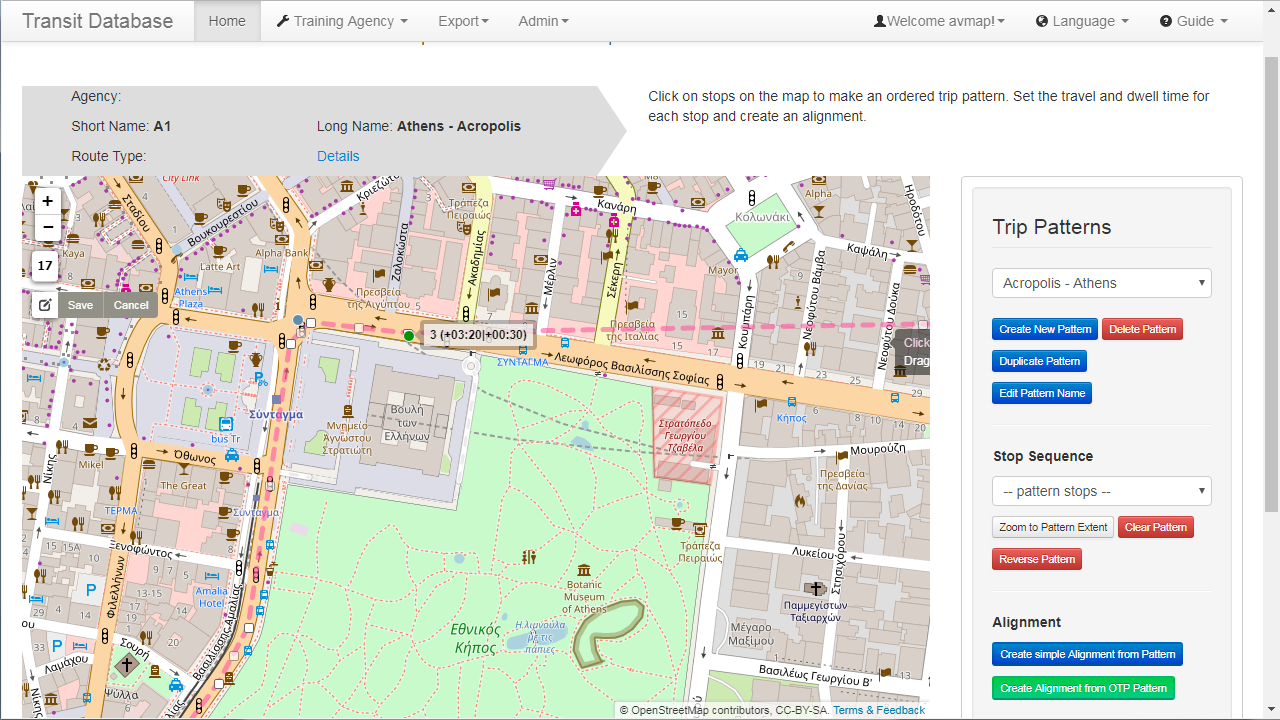 Transit Database
Home
Training Agency
Export
Admin
Welcome avmap!
Language
Guide
Agency:
Short Name: A1
Long Name: Athens - Acropolis
Route Type:
Details
Click on stops on the map to make an ordered trip pattern. Set the travel and dwell time for
each stop and create an alignment.
+
−
17
Save
Cancel
City Link
Σταδίου
Βουκουρεστίου
Κριεζώτου
Kaya
Latte Art
Alpha Bank
Athens
Plaza
Ζαλοκώστα
Πρεσβεία
της Αιγύπτου
Τράπεζα
Πειραιώς
Ακαδημίας
Μέρλιν
Κανάρη
Σέκερη
Πρεσβεία
της Ιταλίας
Κολωνάκι
Mayor
Alpha
Καψάλη
Ηροδότου
Κουμπάρη
Νεοφύτου Βάμβα
Νεοφύτου Δούκα
3 (+03:20|+00:30)
Click
Drag
ΣΥΝΤΑΓΜΑ
Λεωφόρος Βασιλίσσης Σοφίας
Κήπος
Σύνταγμα
bus Tr
Μνημείο
Άγνωστου
Στρατιώτη
Βουλή
των
Ελλήνων
Στρατόπεδο
Γεωργίου
Τζαβέλα
Μουρούζη
Πρεσβεία
της Δανίας
Νίκης
Mikel
Όθωνος
The Great
ΤΕΡΜΑ
Σύνταγμα
Ξενοφώντος
15
15Α
13-15
24
20
Amalia
Hotel
Φιλελλήνων
Βασιλίσσης Αμαλίας
Σουρή
Λαμάχου
Ψύλλα
Νίκης
Τράπεζα
Πειραιώς
Λυκείου
Στησιχόρου
Παμμεγίστων
Ταξιαρχών
Botanic
Museum
of Athens
Εθνικός
Κήπος
Η λιμνούλα
με τις
πάπιες
Μέγαρο
Μαξίμου
Βασιλέως Γεωργίου Β'
© OpenStreetMap contributors, CC-BY-SA. Terms & Feedback
Trip Patterns
Acropolis - Athens
Create New Pattern
Delete Pattern
Duplicate Pattern
Edit Pattern Name
Stop Sequence
-- pattern stops --
Zoom to Pattern Extent
Clear Pattern
Reverse Pattern
Alignment
Create simple Alignment from Pattern
Create Alignment from OTP Pattern